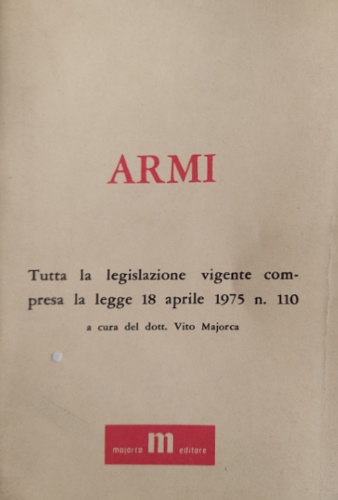 ARMI
Tutta la legislazione vigente com-
presa la legge 18 aprile 1975 n. 110
a cura del dott. Vito Majorca
majorca m editore